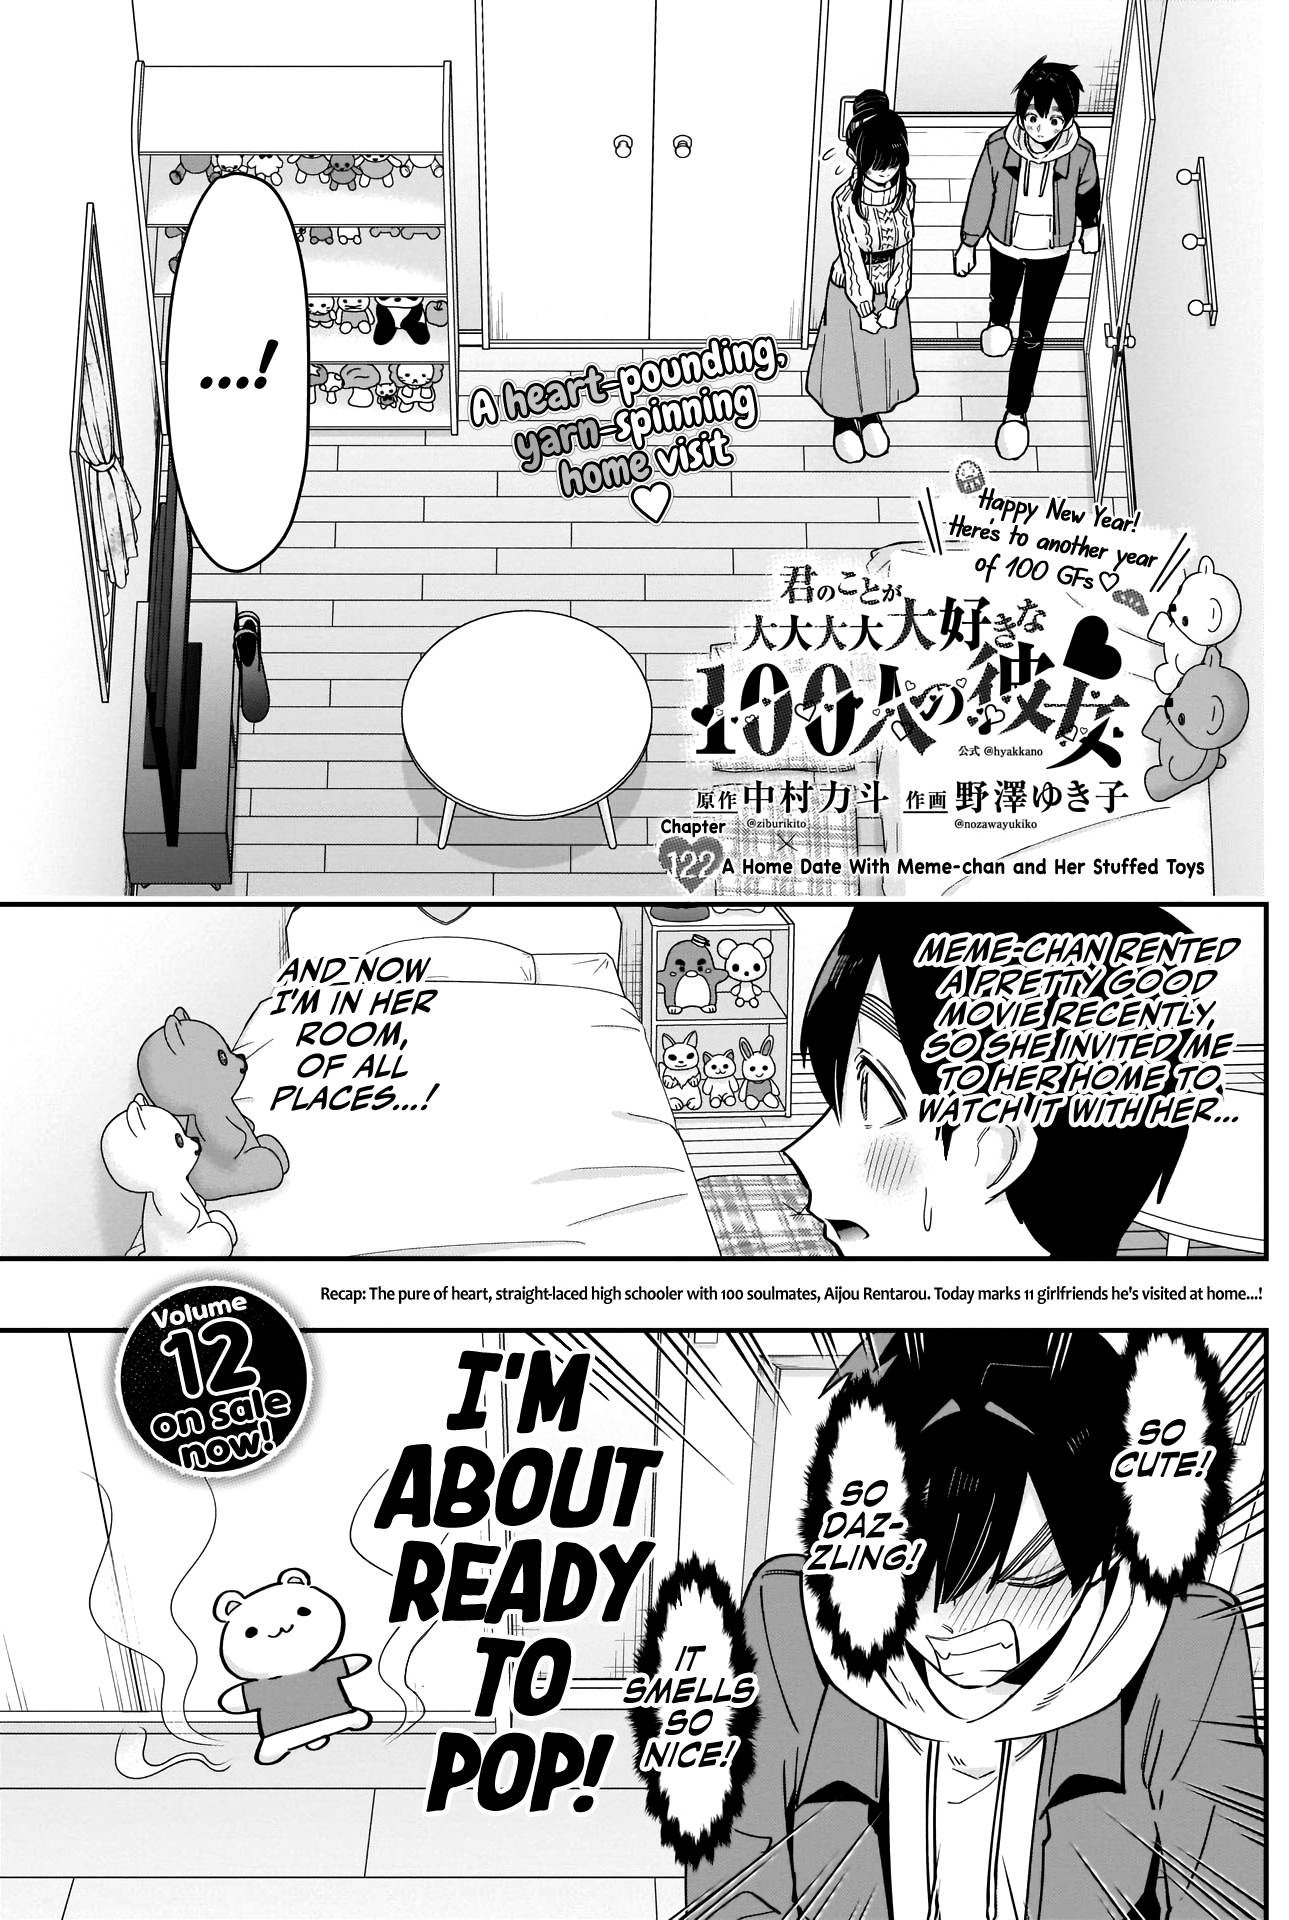 ....!
A heart-pounding,
yarn-spinning
home visit
Happy New Year!
Here's to another year
of 100 GFs♡
君のことが
大大大大大好きな
100人の彼女
公式 @hyakkano
原作 中村力斗 作画 野澤ゆき子
@ziburikito
@nozawayukiko
×
Chapter
122
A Home Date With Meme-chan and Her Stuffed Toys
MEME-CHAN RENTED
A PRETTY GOOD
MOVIE RECENTLY,
SO SHE INVITED ME
TO HER HOME TO
WATCH IT WITH HER...
AND NOW
I'M IN HER
ROOM,
OF ALL
PLACES...!
Recap: The pure of heart, straight-laced high schooler with 100 soulmates, Aijou Rentarou. Today marks 11 girlfriends he's visited at home...!
Volume
12
on sale
now!
SO
CUTE!
SO
DAZ-
ZLING!
IT
SMELLS
SO
NICE!
I'M
ABOUT
READY
TO
POP!